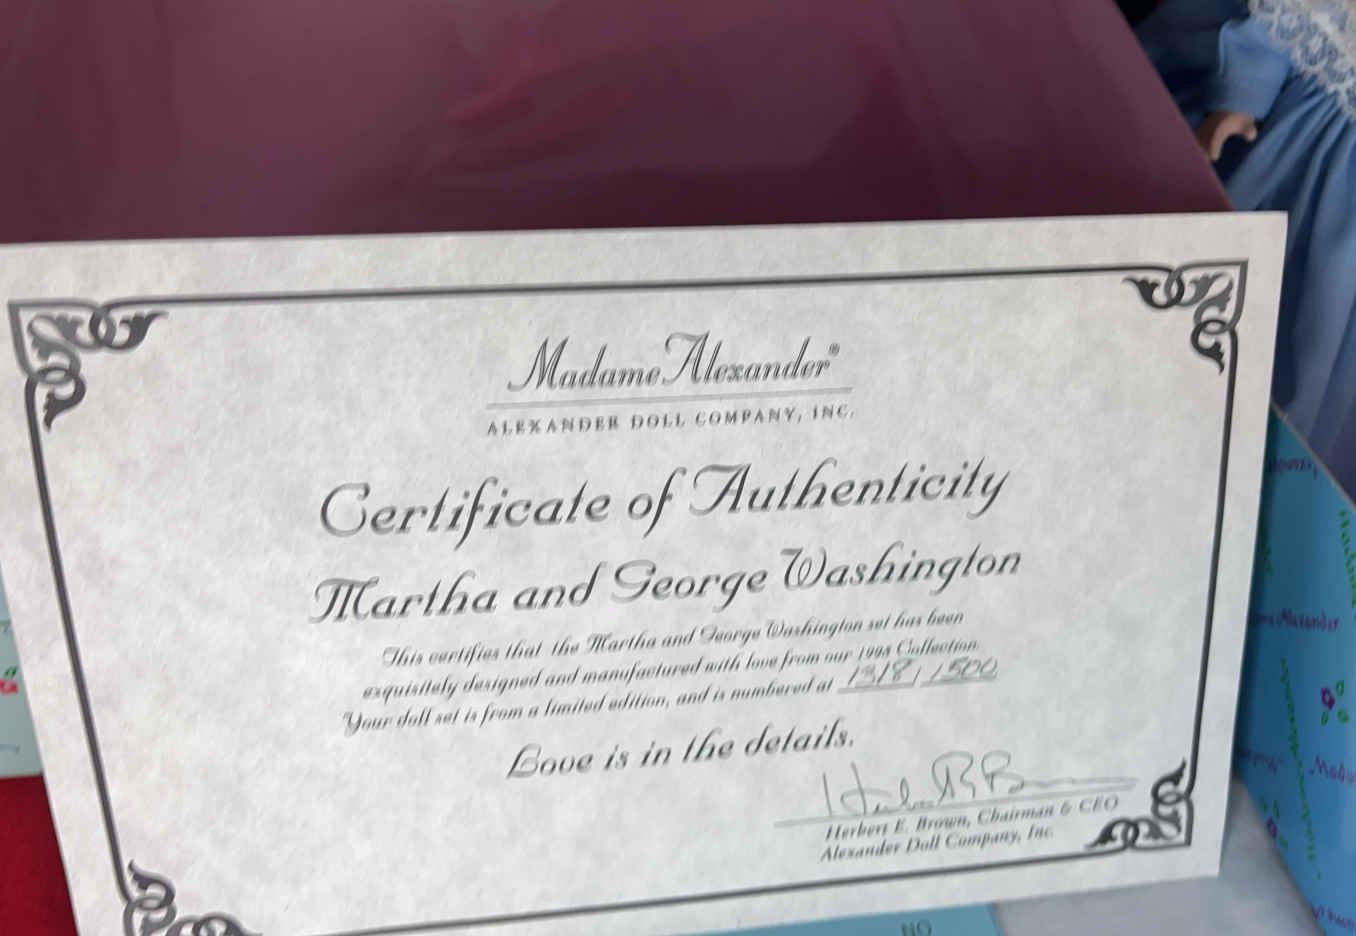 Madame Alexander®
ALEXANDER DOLL COMPANY, INC.
Certificate of Authenticity
Martha and George Washington
This certifies that the Martha and George Washington set has been
exquisitely designed and manufactured with love from our 1998 Collection.
Your doll set is from a limited edition, and is numbered at 1318 / 1500
Love is in the details.
Herbert E. Brown, Chairman & CEO
Alexander Doll Company, Inc.
Alexander
NO